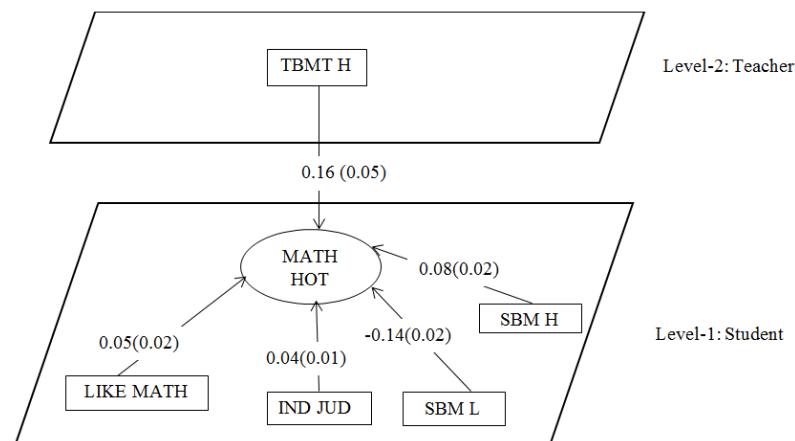 TBMT H
Level-2: Teacher
0.16 (0.05)
MATH
HOT
0.08(0.02)
SBM H
Level-1: Student
0.05(0.02)
-0.14(0.02)
0.04(0.01)
LIKE MATH
IND JUD
SBM L